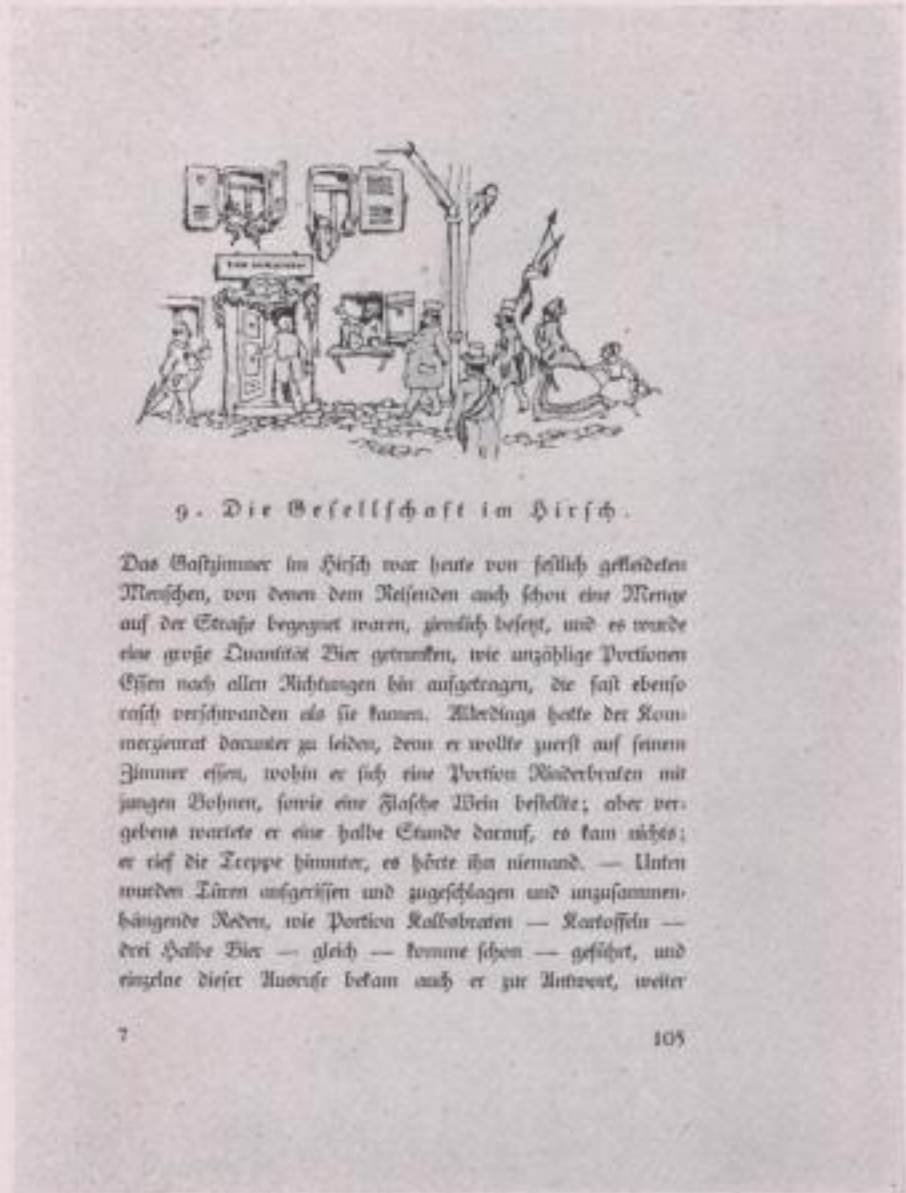 9. Die Gesellschaft im Hirsch.
Das Gastzimmer im Hirsch war heute von festlich gekleideten
Menschen, von denen dem Reisenden auch schon eine Menge
auf der Straße begegnet waren, ziemlich besetzt, und es wurde
eine große Quantität Bier getrunken, wie unzählige Portionen
Essen nach allen Richtungen hin aufgetragen, die fast ebenso
rasch verschwanden als sie kamen. Allerdings hatte der Kom-
merzienrat darunter zu leiden, denn er wollte zuerst auf seinem
Zimmer essen, wohin er sich eine Portion Rinderbraten mit
jungen Bohnen, sowie eine Flasche Wein bestellte; aber ver-
gebens wartete er eine halbe Stunde darauf, es kam nichts;
er rief die Treppe hinunter, es hörte ihn niemand. — Unten
wurden Türen aufgerissen und zugeschlagen und unzusammen-
hängende Reden, wie Portion Kalbsbraten — Kartoffeln —
drei Halbe Bier — gleich — komme schon — geführt, und
einzelne dieser Ausrufe bekam auch er zur Antwort, weiter
7 105